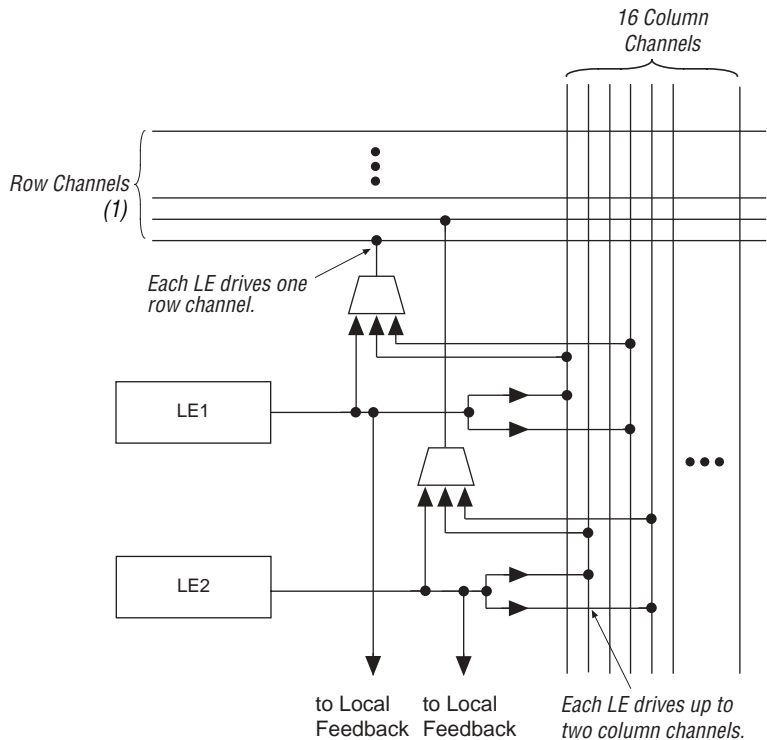 16 Column
Channels
Row Channels
(1)
Each LE drives one
row channel.
LE1
LE2
to Local
Feedback
to Local
Feedback
Each LE drives up to
two column channels.